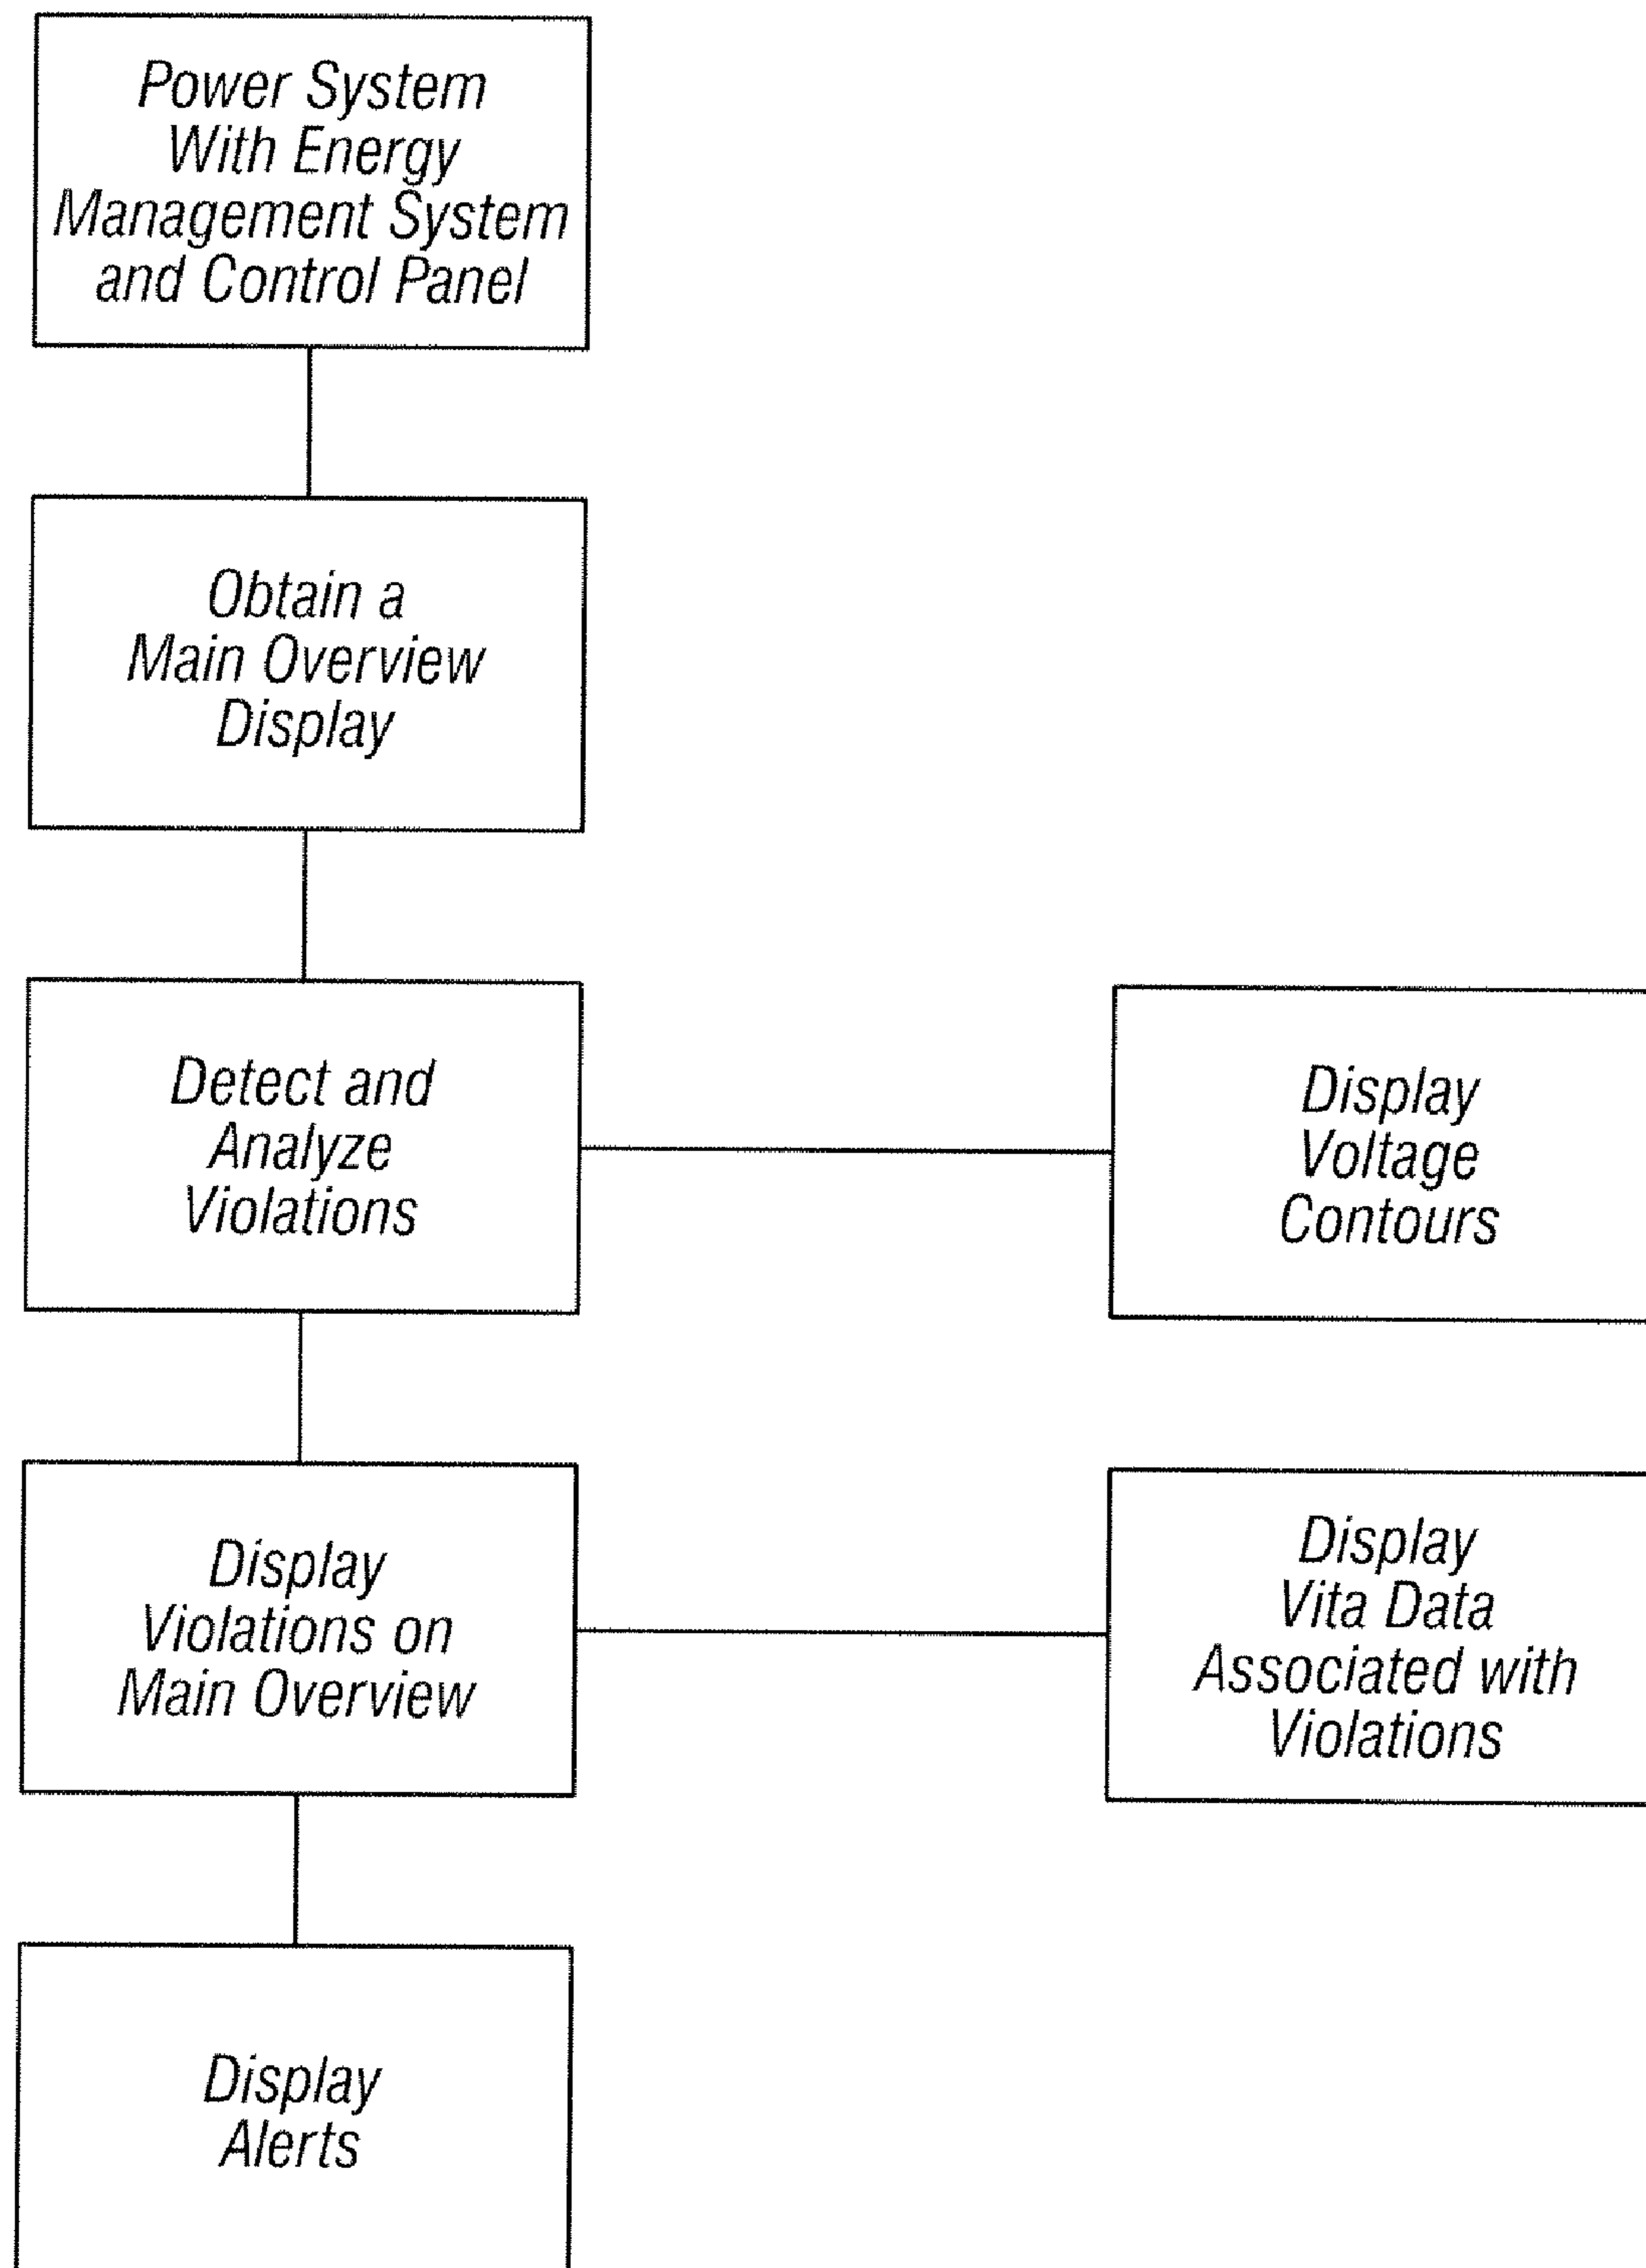 Power System
With Energy
Management System
and Control Panel
Obtain a
Main Overview
Display
Detect and
Analyze
Violations
Display
Voltage
Contours
Display
Violations on
Main Overview
Display
Vita Data
Associated with
Violations
Display
Alerts